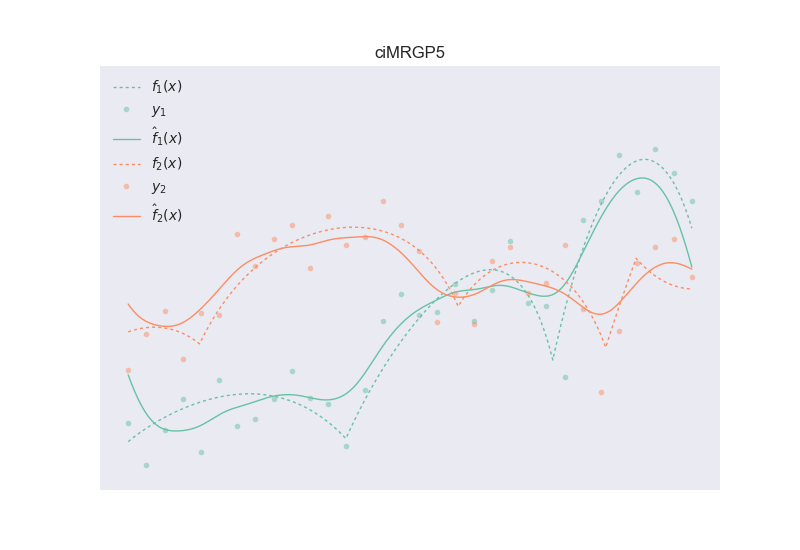 ciMRGP5
f₁(x)
y₁
f̂₁(x)
f₂(x)
y₂
f̂₂(x)